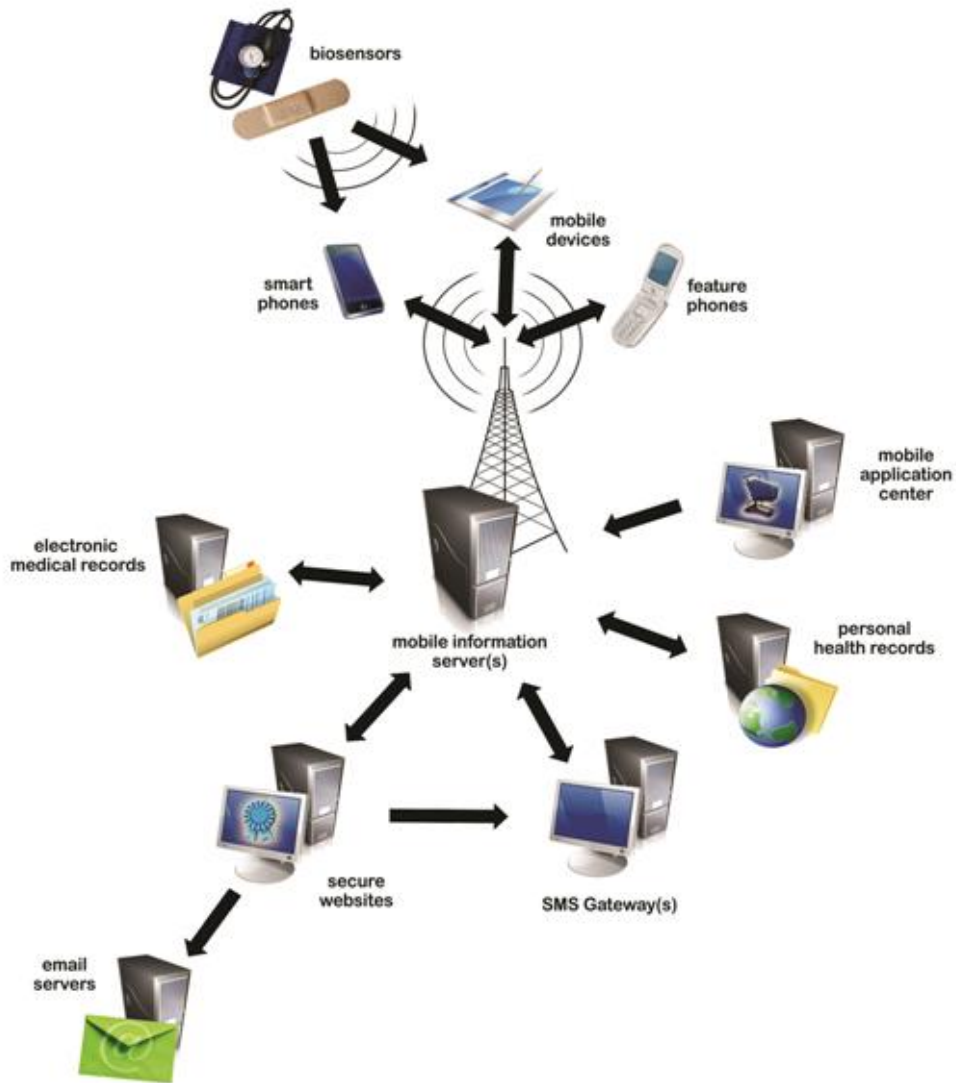 biosensors
mobile
devices
smart
phones
feature
phones
mobile
application
center
electronic
medical records
mobile information
server(s)
personal
health records
secure
websites
SMS Gateway(s)
email
servers
@